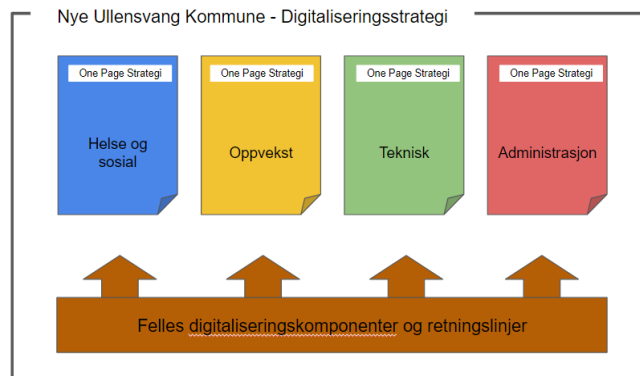 Nye Ullensvang Kommune - Digitaliseringsstrategi
One Page Strategi
Helse og
sosial
One Page Strategi
Oppvekst
One Page Strategi
Teknisk
One Page Strategi
Administrasjon
Felles digitaliseringskomponenter og retningslinjer